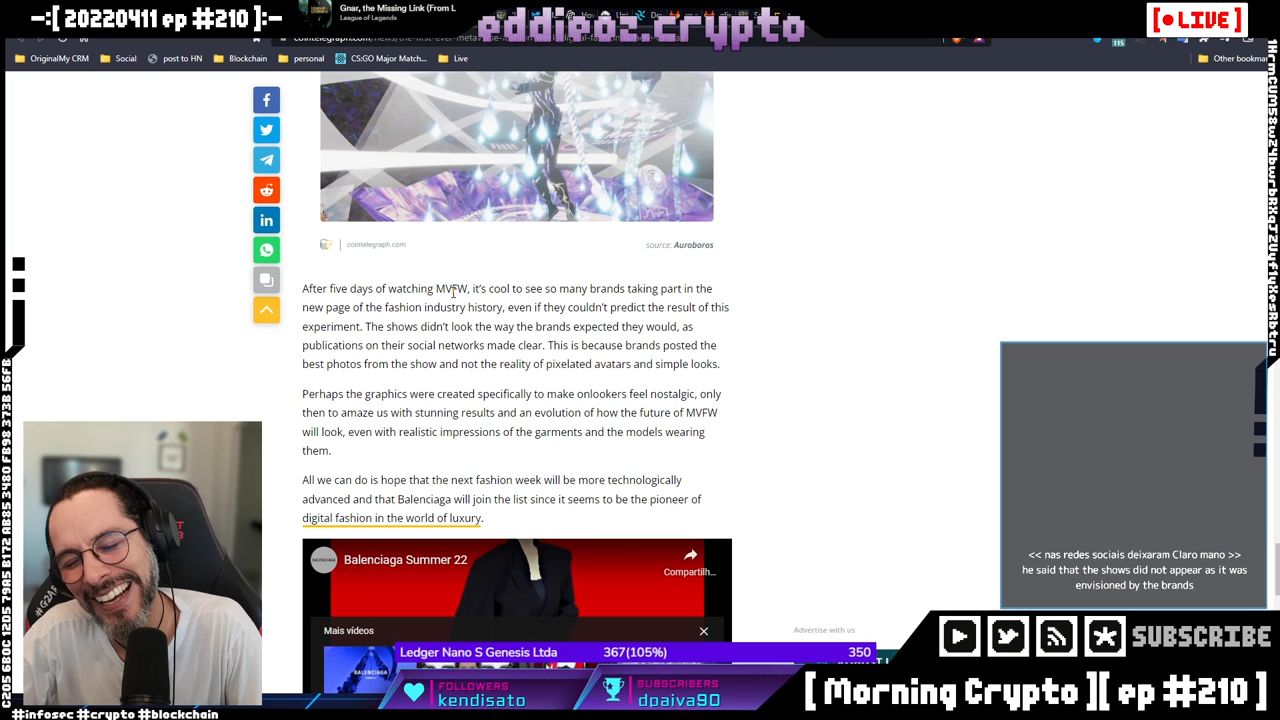 -:[ 20220411 ep #210 ]:-
Gnar, the Missing Link (From L
League of Legends
eddieoz.crypto
[ LIVE ]
OriginalMy CRM
Social
post to HN
Blockchain
personal
CS:GO Major Match...
Live
115
Other bookmar
cointelegraph.com
source: Auroboros
After five days of watching MVFW, it's cool to see so many brands taking part in the
new page of the fashion industry history, even if they couldn't predict the result of this
experiment. The shows didn't look the way the brands expected they would, as
publications on their social networks made clear. This is because brands posted the
best photos from the show and not the reality of pixelated avatars and simple looks.
Perhaps the graphics were created specifically to make onlookers feel nostalgic, only
then to amaze us with stunning results and an evolution of how the future of MVFW
will look, even with realistic impressions of the garments and the models wearing
them.
All we can do is hope that the next fashion week will be more technologically
advanced and that Balenciaga will join the list since it seems to be the pioneer of
digital fashion in the world of luxury.
Balenciaga Summer 22
Compartilh...
Mais vídeos
BALENCIAGA
<< nas redes sociais deixaram Claro mano >>
he said that the shows did not appear as it was
envisioned by the brands
Advertise with us
Ledger Nano S Genesis Ltda 367(105%) 350
FOLLOWERS
kendisato
SUBSCRIBERS
dpaiva90
SUBSCRIBE
[ Morning Crypto ][ ep #210 ]
#infosec #crypto #blockchain